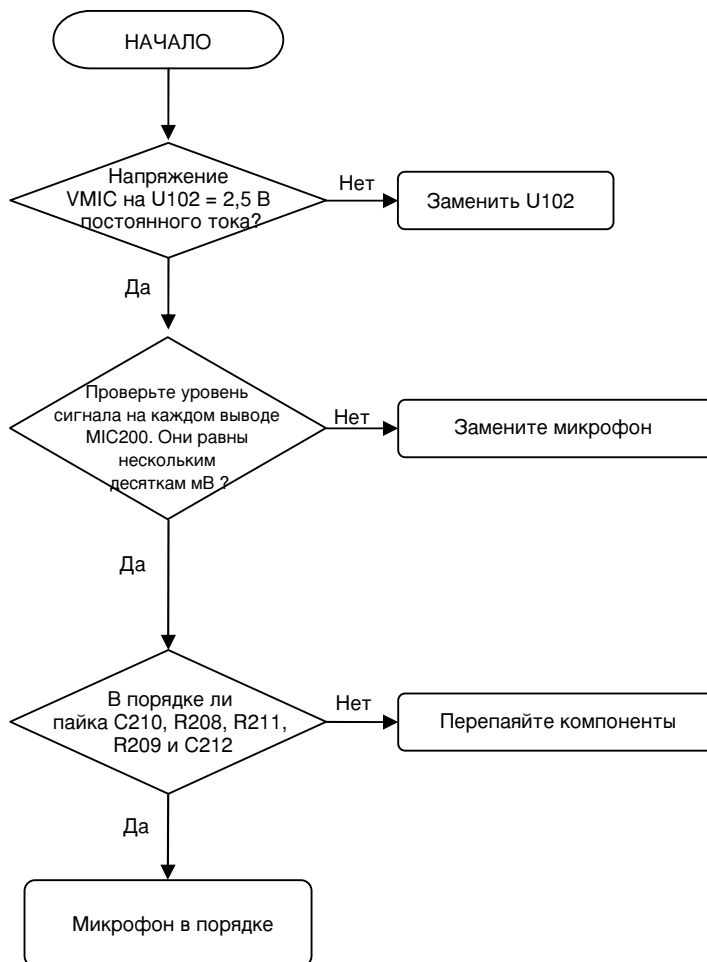 НАЧАЛО
Напряжение
VMIC на U102 = 2,5 В
постоянного тока?
Нет
Заменить U102
Да
Проверьте уровень
сигнала на каждом выводе
MIC200. Они равны
нескольким
десяткам мВ ?
Нет
Замените микрофон
Да
В порядке ли
пайка C210, R208, R211,
R209 и C212
Нет
Перепаяйте компоненты
Да
Микрофон в порядке